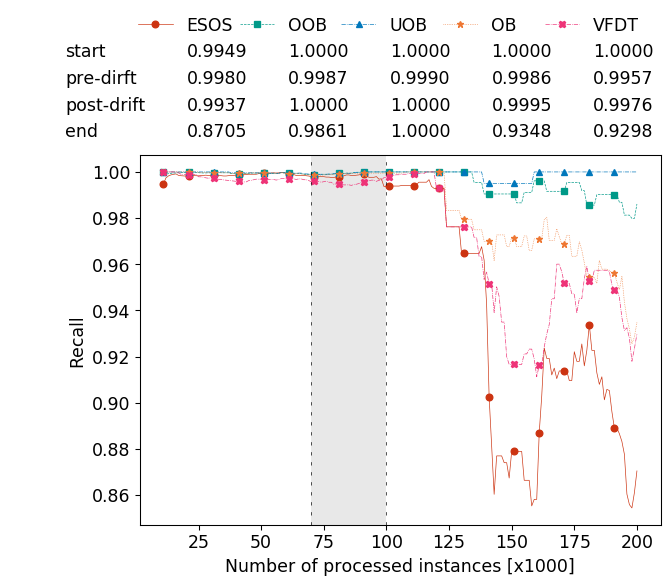 ESOS OOB UOB OB VFDT
start 0.9949 1.0000 1.0000 1.0000 1.0000
pre-dirft 0.9980 0.9987 0.9990 0.9986 0.9957
post-drift 0.9937 1.0000 1.0000 0.9995 0.9976
end 0.8705 0.9861 1.0000 0.9348 0.9298
1.00
0.98
0.96
0.94
0.92
0.90
0.88
0.86
Recall
25 50 75 100 125 150 175 200
Number of processed instances [x1000]